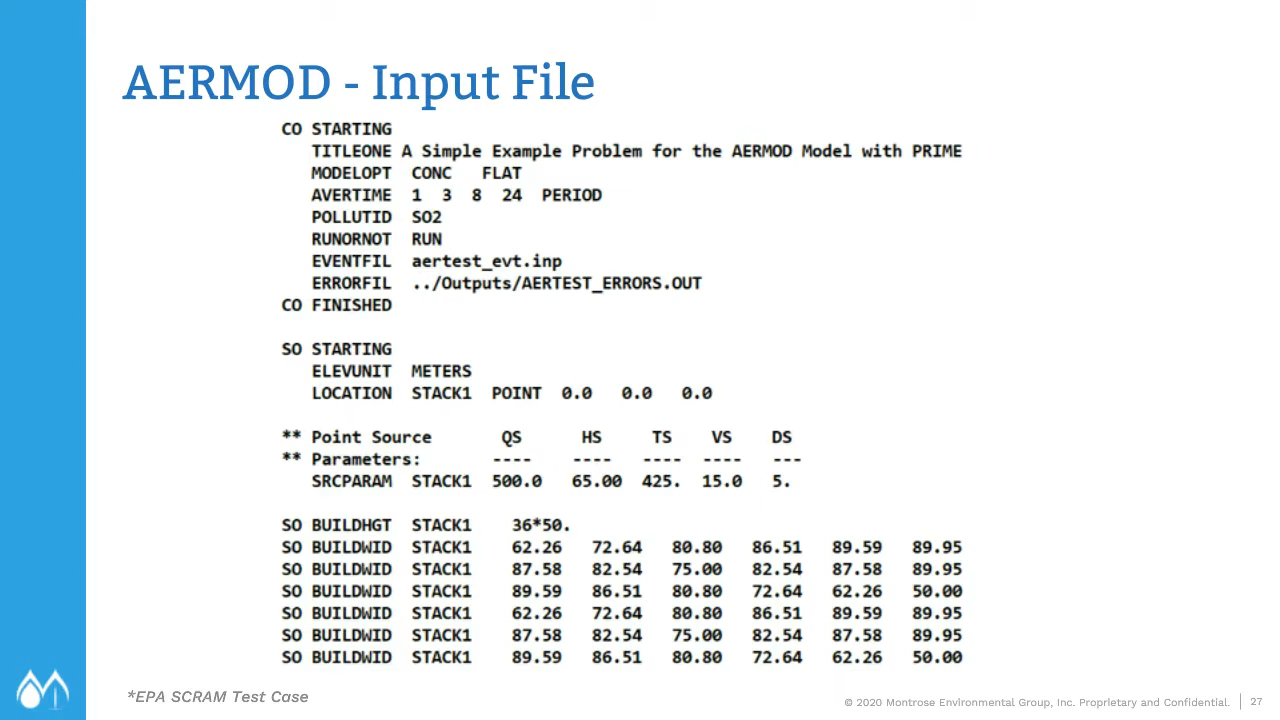 AERMOD - Input File
CO STARTING
TITLEONE A Simple Example Problem for the AERMOD Model with PRIME
MODELOPT CONC FLAT
AVERTIME 1 3 8 24 PERIOD
POLLUTID SO2
RUNORNOT RUN
EVENTFIL aertest_evt.inp
ERRORFIL ../Outputs/AERTEST_ERRORS.OUT
CO FINISHED
SO STARTING
ELEVUNIT METERS
LOCATION STACK1 POINT 0.0 0.0 0.0
** Point Source QS HS TS VS DS
** Parameters: ---- ---- ---- ---- ---
SRCPARAM STACK1 500.0 65.00 425. 15.0 5.
SO BUILDHGT STACK1 36*50.
SO BUILDWID STACK1 62.26 72.64 80.80 86.51 89.59 89.95
SO BUILDWID STACK1 87.58 82.54 75.00 82.54 87.58 89.95
SO BUILDWID STACK1 89.59 86.51 80.80 72.64 62.26 50.00
SO BUILDWID STACK1 62.26 72.64 80.80 86.51 89.59 89.95
SO BUILDWID STACK1 87.58 82.54 75.00 82.54 87.58 89.95
SO BUILDWID STACK1 89.59 86.51 80.80 72.64 62.26 50.00
*EPA SCRAM Test Case
© 2020 Montrose Environmental Group, Inc. Proprietary and Confidential. 27